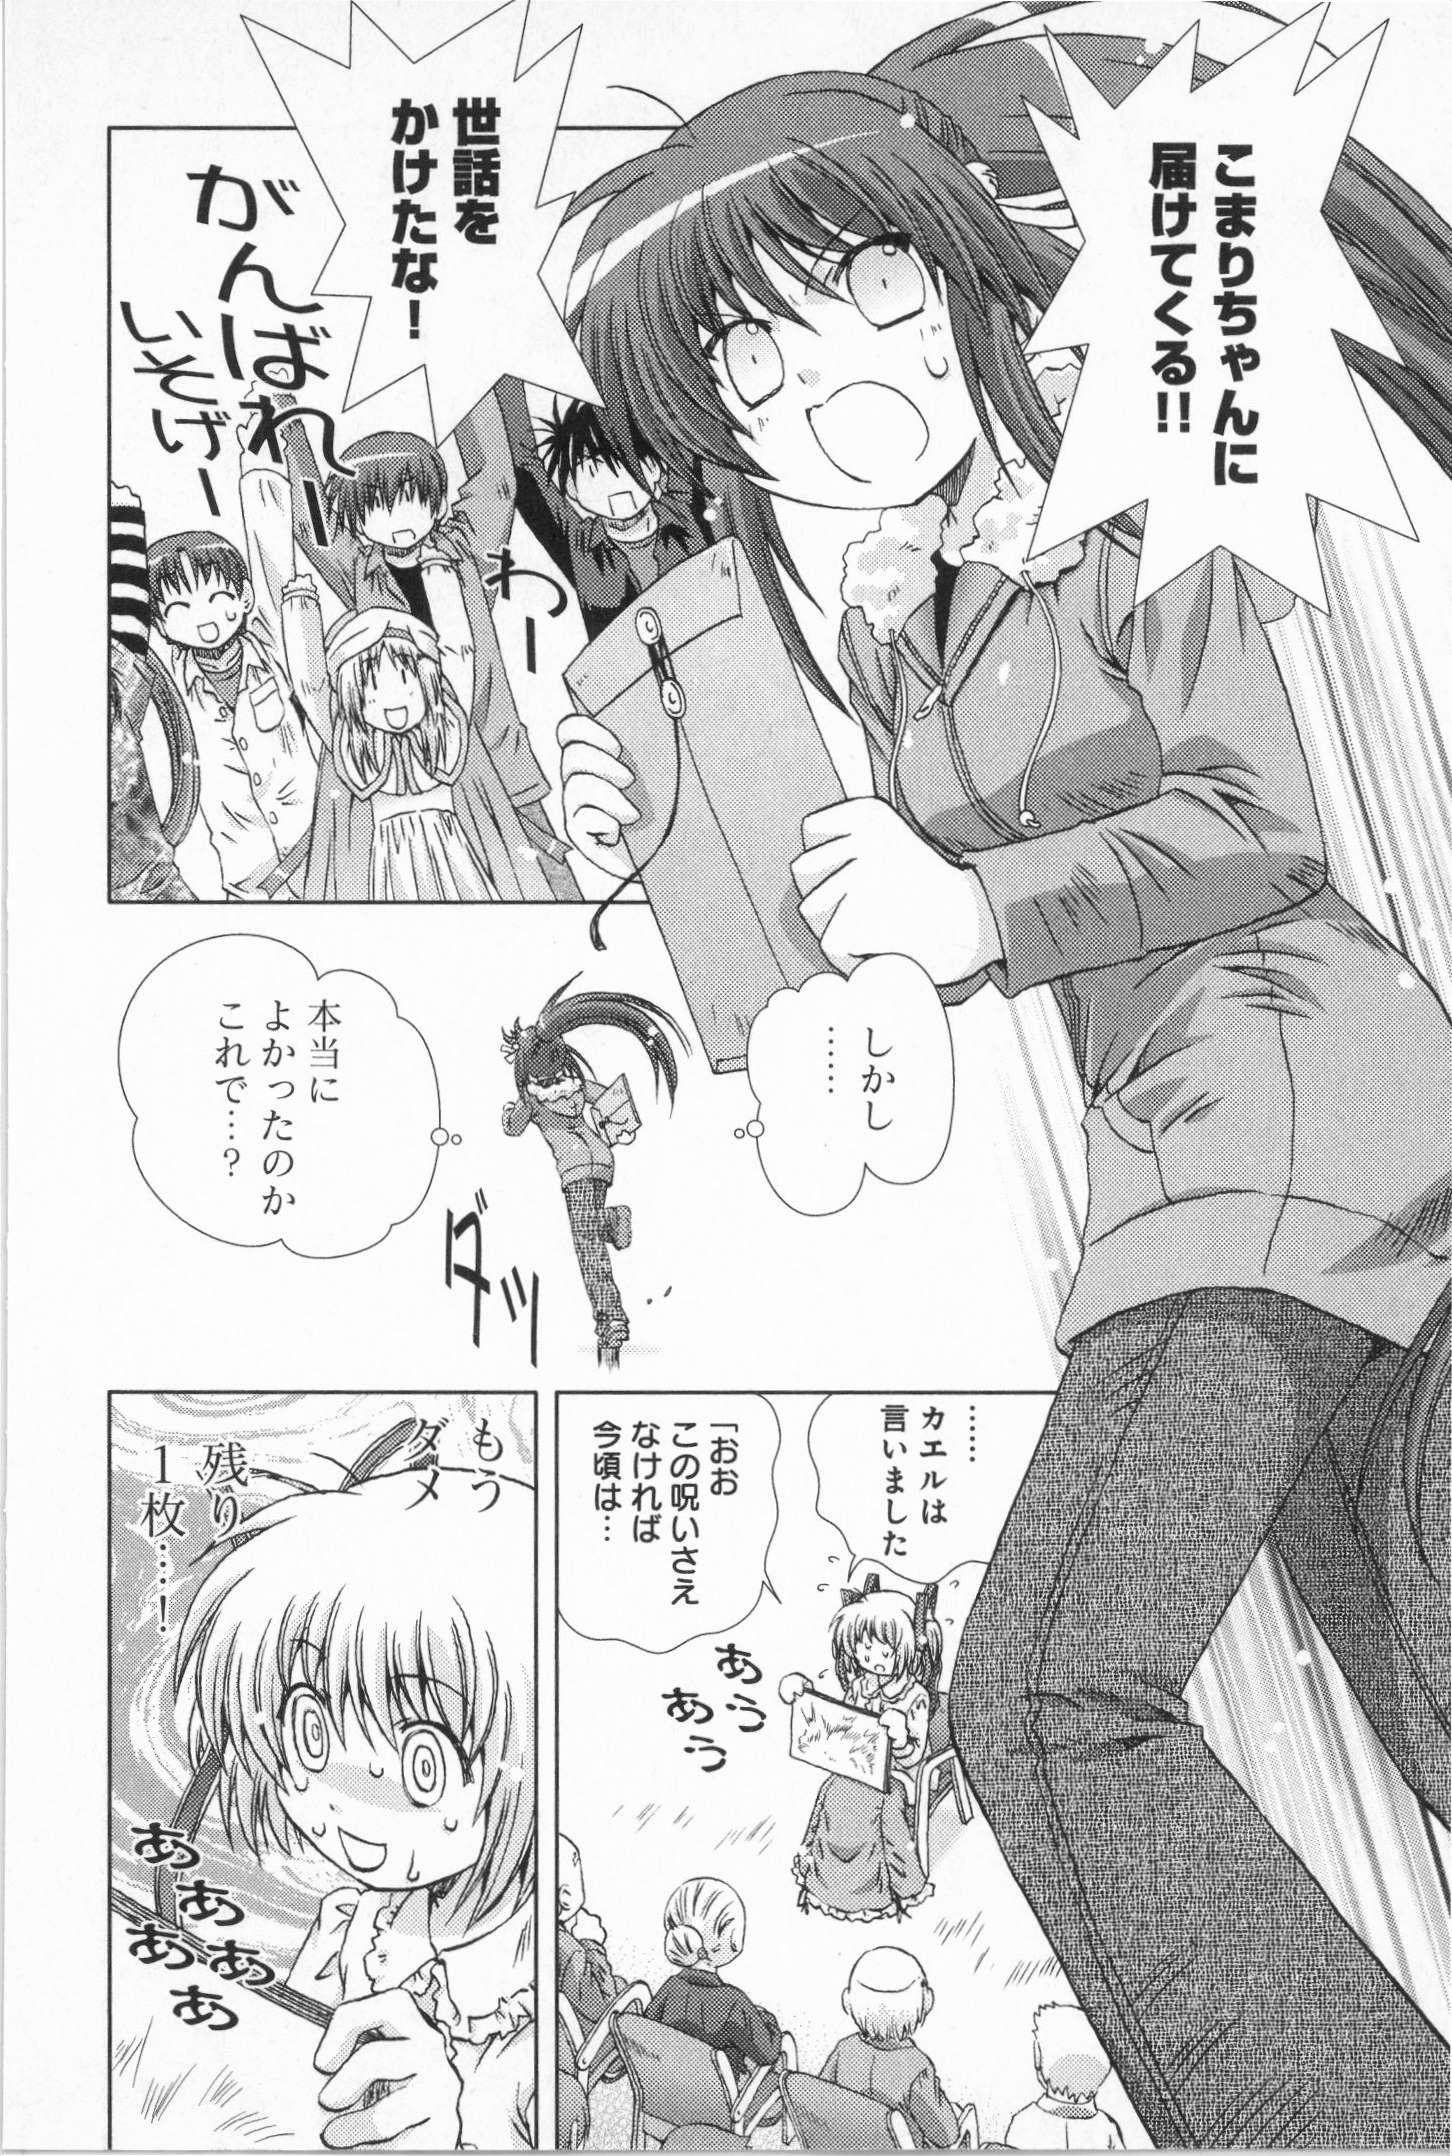 こまりちゃんに
届けてくる!!
世話を
かけたな!
がんばれー
いそげー
わー
しかし
……
本当に
よかったのか
これで…?
ダッ
……
カエルは
言いました
「おお
この呪いさえ
なければ
今頃は…
あう
あう
もう
ダメ
残り
1枚……!
ああ
ああ
ああ